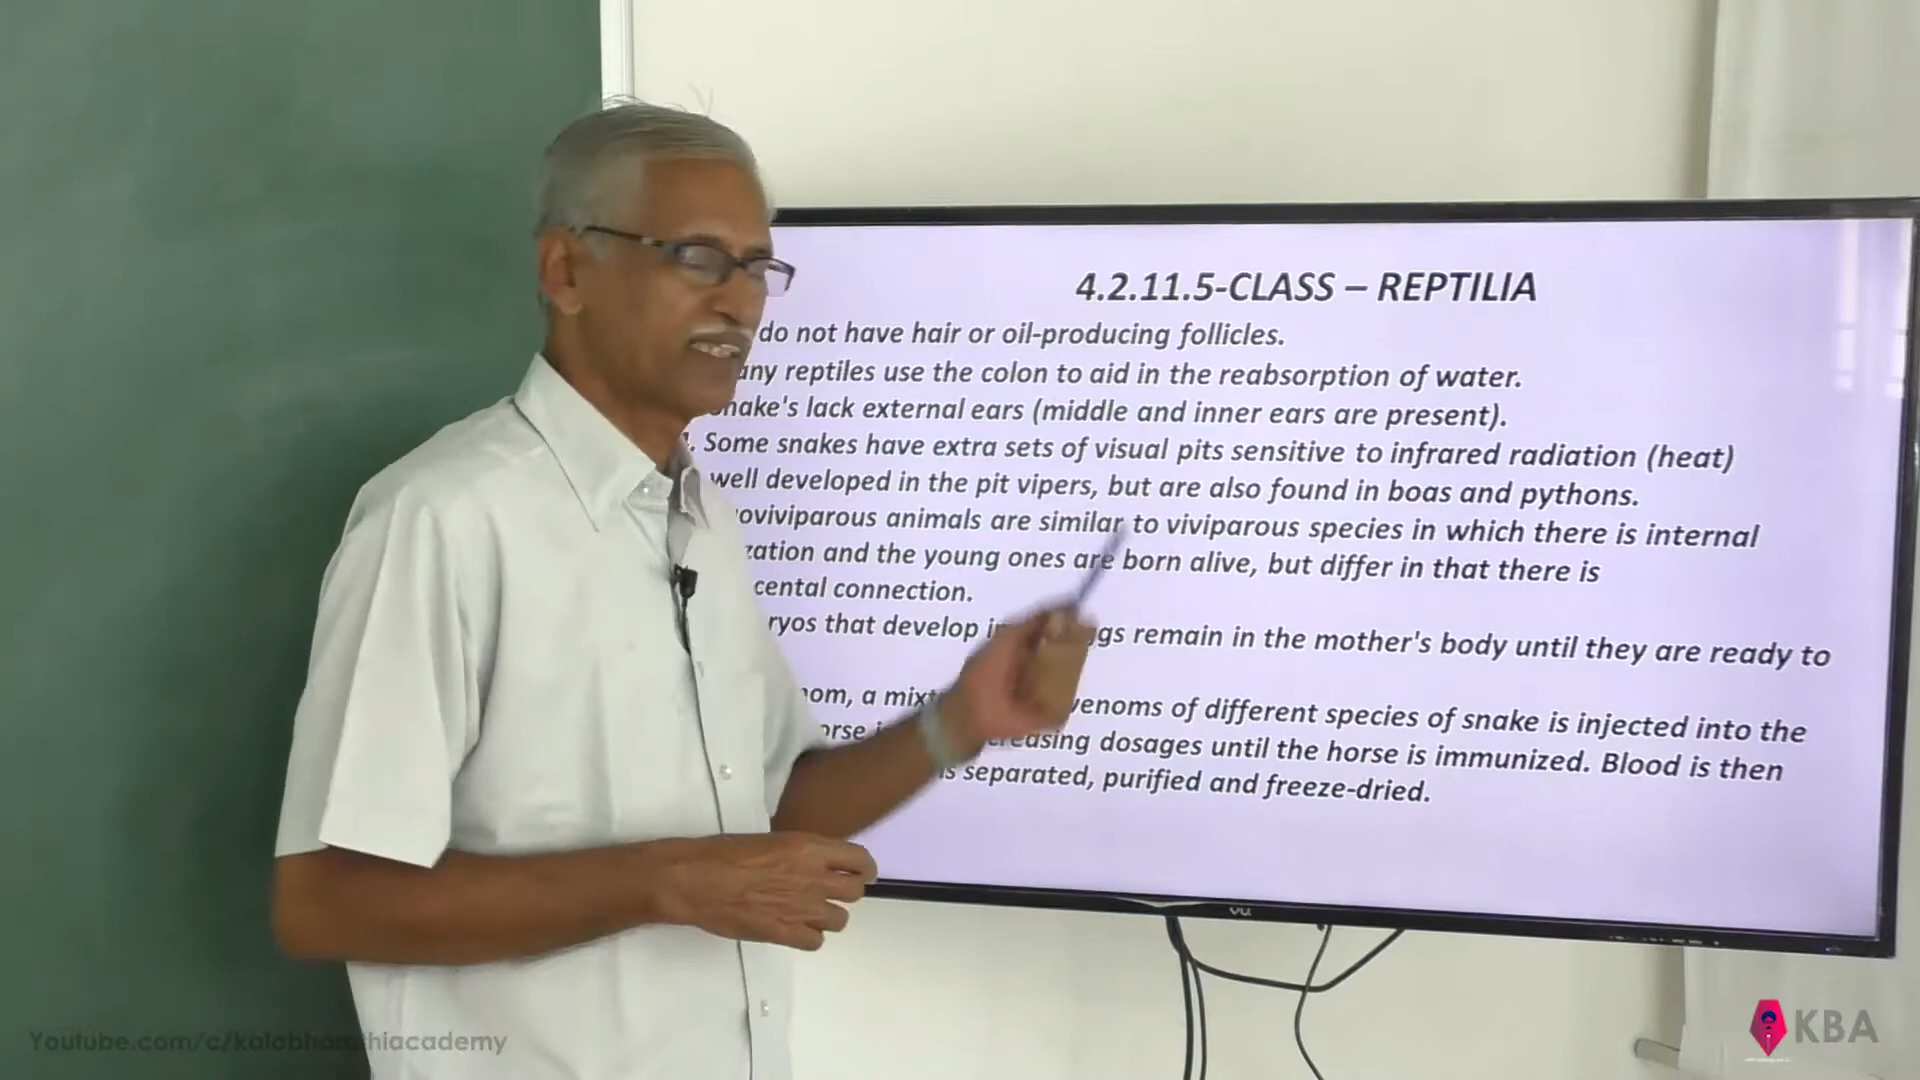 4.2.11.5-CLASS – REPTILIA
do not have hair or oil-producing follicles.
any reptiles use the colon to aid in the reabsorption of water.
snake's lack external ears (middle and inner ears are present).
. Some snakes have extra sets of visual pits sensitive to infrared radiation (heat)
well developed in the pit vipers, but are also found in boas and pythons.
oviviparous animals are similar to viviparous species in which there is internal
zation and the young ones are born alive, but differ in that there is
cental connection.
ryos that develop gs remain in the mother's body until they are ready to
om, a mixt venoms of different species of snake is injected into the
orse creasing dosages until the horse is immunized. Blood is then
is separated, purified and freeze-dried.
vu
Youtube.com/c/kalabharathiacademy
KBA